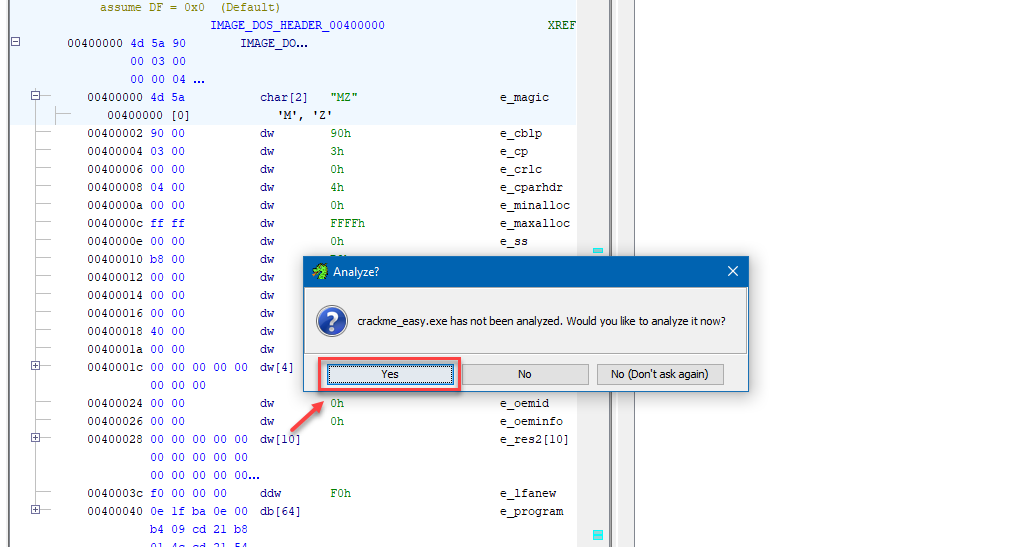 assume DF = 0x0  (Default)
IMAGE_DOS_HEADER_00400000 XREF
00400000 4d 5a 90 IMAGE_DO...
00 03 00
00 00 04 ...
00400000 4d 5a char[2] "MZ" e_magic
00400000 [0] 'M', 'Z'
00400002 90 00 dw 90h e_cblp
00400004 03 00 dw 3h e_cp
00400006 00 00 dw 0h e_crlc
00400008 04 00 dw 4h e_cparhdr
0040000a 00 00 dw 0h e_minalloc
0040000c ff ff dw FFFFh e_maxalloc
0040000e 00 00 dw 0h e_ss
00400010 b8 00 dw
00400012 00 00 dw
00400014 00 00 dw
00400016 00 00 dw
00400018 40 00 dw
0040001a 00 00 dw
0040001c 00 00 00 00 00 dw[4]
00 00 00
Analyze?
crackme_easy.exe has not been analyzed. Would you like to analyze it now?
Yes No No (Don't ask again)
00400024 00 00 dw 0h e_oemid
00400026 00 00 dw 0h e_oeminfo
00400028 00 00 00 00 00 dw[10] e_res2[10]
00 00 00 00 00
00 00 00 00 00...
0040003c f0 00 00 00 ddw F0h e_lfanew
00400040 0e 1f ba 0e 00 db[64] e_program
b4 09 cd 21 b8
01 4c cd 21 54